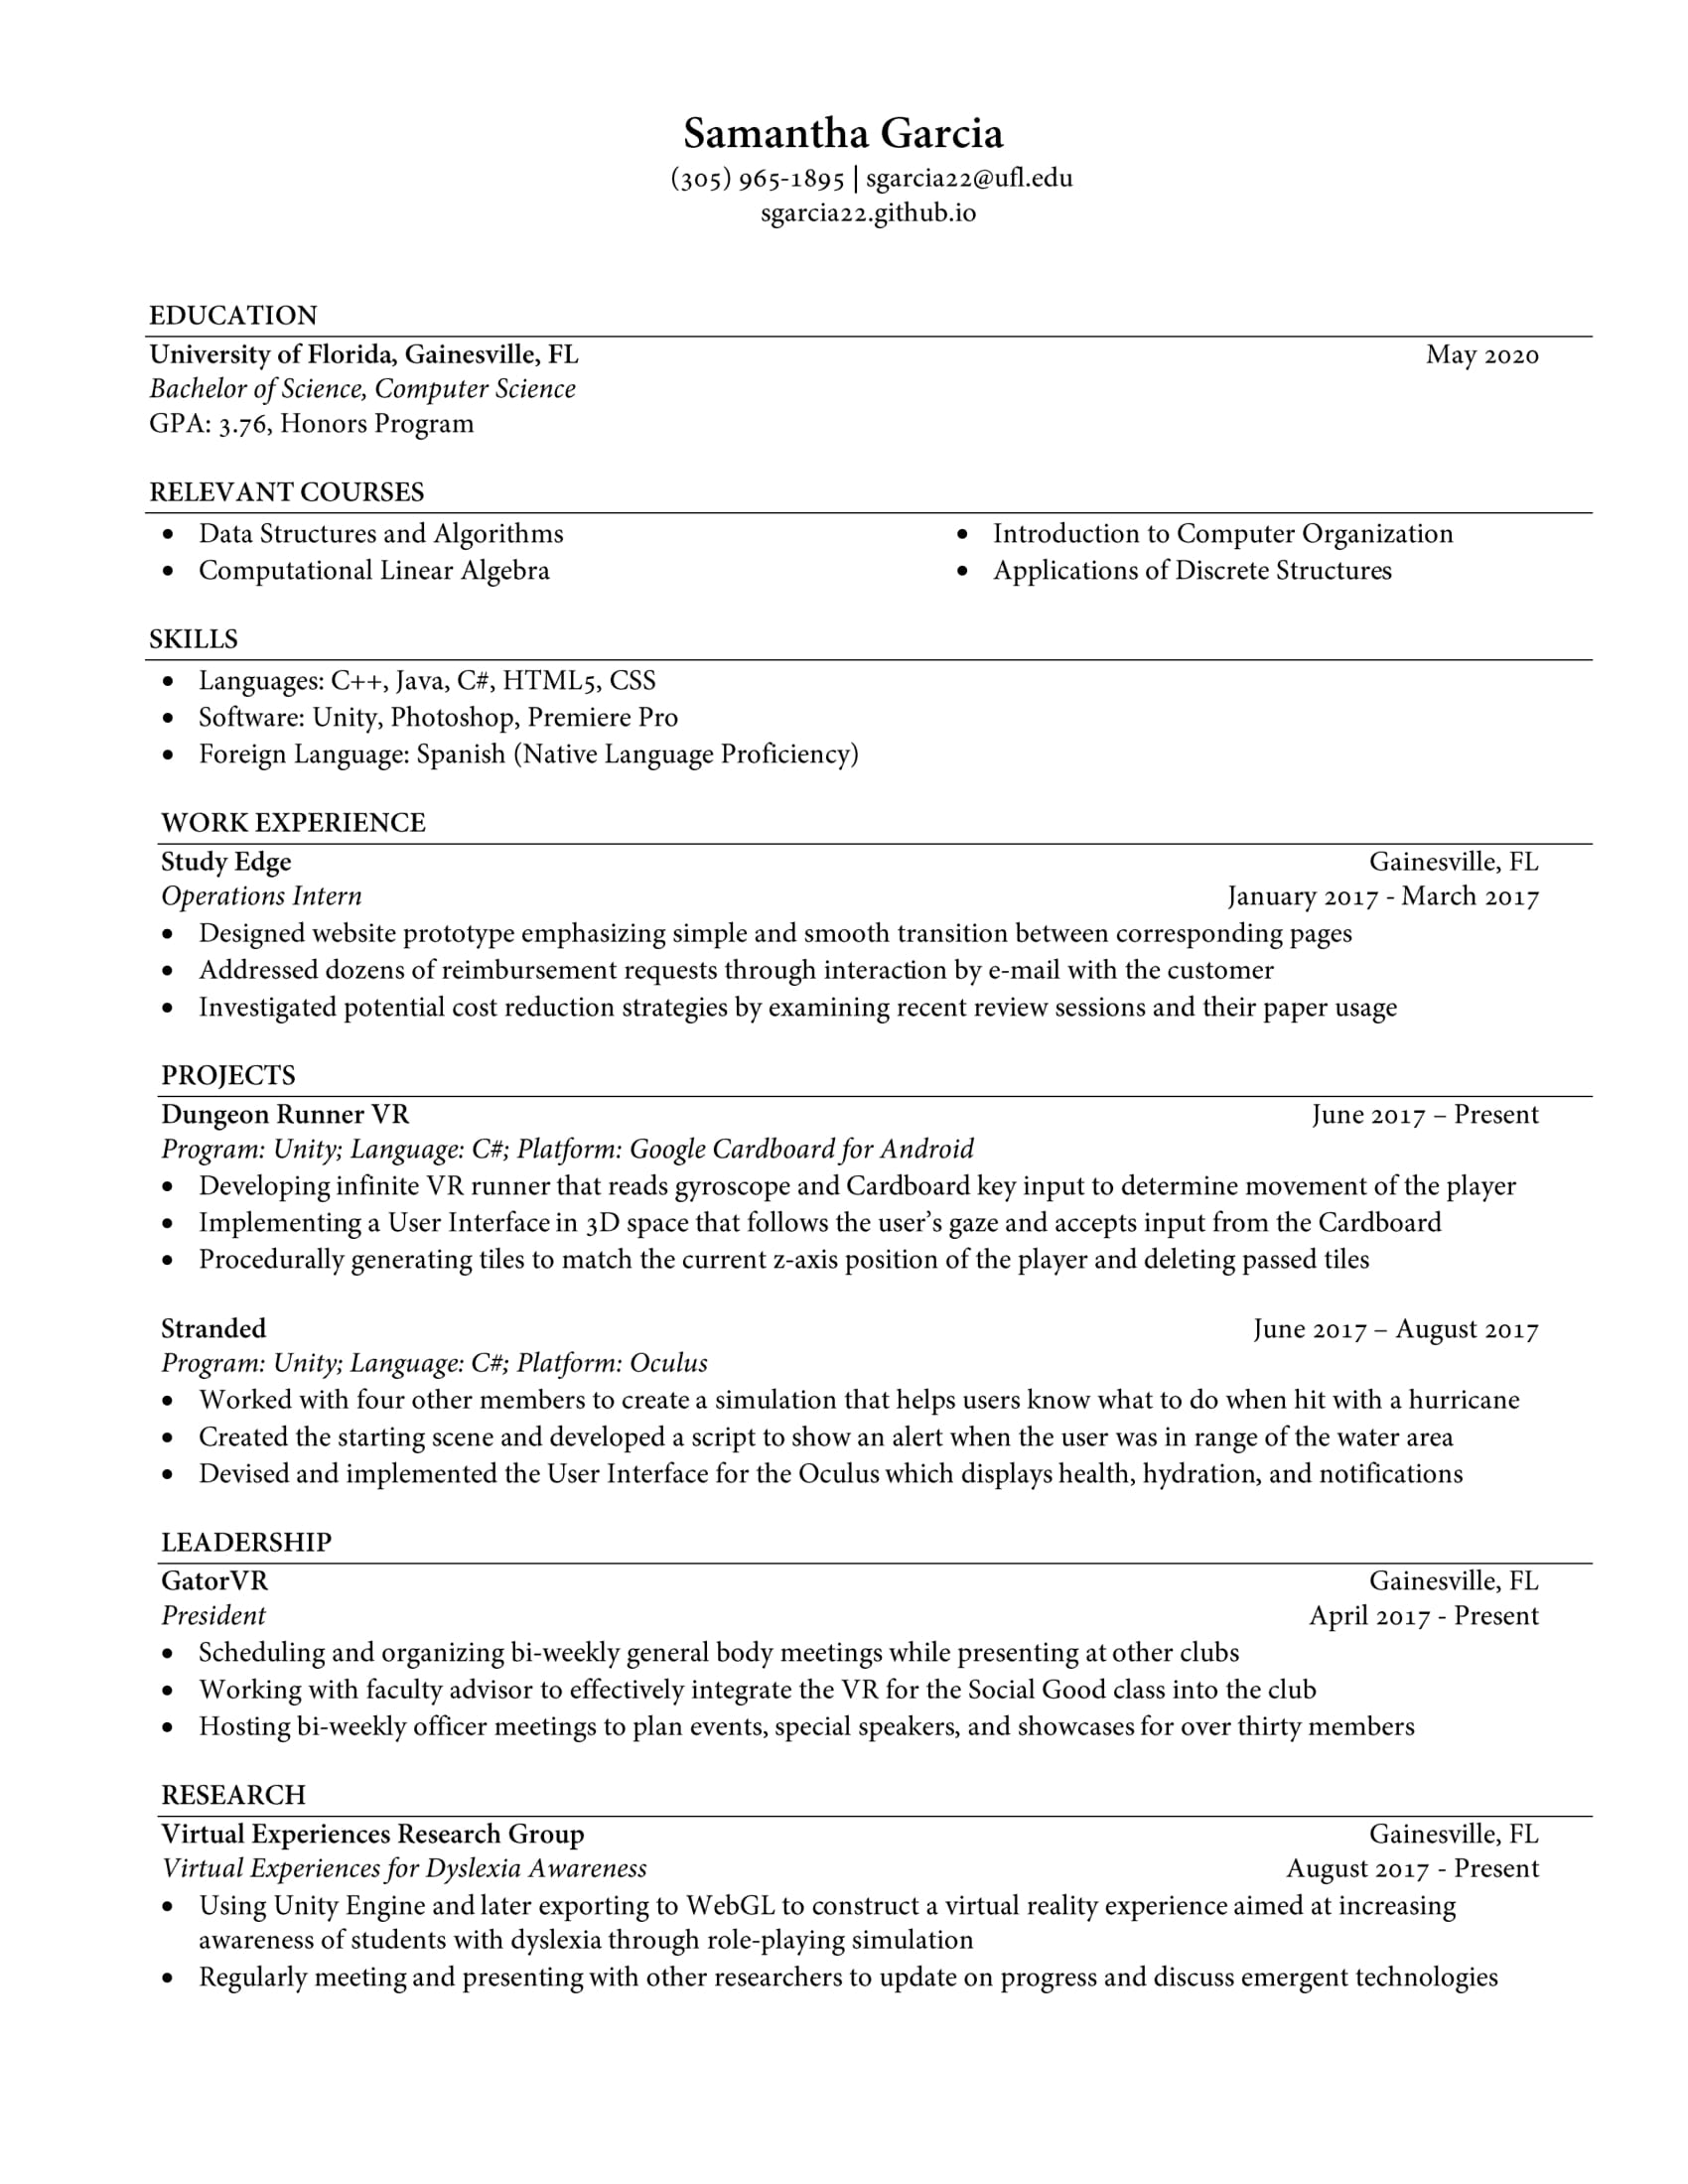 Samantha Garcia
(305) 965-1895 | sgarcia22@ufl.edu
sgarcia22.github.io
EDUCATION
University of Florida, Gainesville, FL May 2020
Bachelor of Science, Computer Science
GPA: 3.76, Honors Program
RELEVANT COURSES
• Data Structures and Algorithms • Introduction to Computer Organization
• Computational Linear Algebra • Applications of Discrete Structures
SKILLS
• Languages: C++, Java, C#, HTML5, CSS
• Software: Unity, Photoshop, Premiere Pro
• Foreign Language: Spanish (Native Language Proficiency)
WORK EXPERIENCE
Study Edge Gainesville, FL
Operations Intern January 2017 - March 2017
• Designed website prototype emphasizing simple and smooth transition between corresponding pages
• Addressed dozens of reimbursement requests through interaction by e-mail with the customer
• Investigated potential cost reduction strategies by examining recent review sessions and their paper usage
PROJECTS
Dungeon Runner VR June 2017 – Present
Program: Unity; Language: C#; Platform: Google Cardboard for Android
• Developing infinite VR runner that reads gyroscope and Cardboard key input to determine movement of the player
• Implementing a User Interface in 3D space that follows the user’s gaze and accepts input from the Cardboard
• Procedurally generating tiles to match the current z-axis position of the player and deleting passed tiles
Stranded June 2017 – August 2017
Program: Unity; Language: C#; Platform: Oculus
• Worked with four other members to create a simulation that helps users know what to do when hit with a hurricane
• Created the starting scene and developed a script to show an alert when the user was in range of the water area
• Devised and implemented the User Interface for the Oculus which displays health, hydration, and notifications
LEADERSHIP
GatorVR Gainesville, FL
President April 2017 - Present
• Scheduling and organizing bi-weekly general body meetings while presenting at other clubs
• Working with faculty advisor to effectively integrate the VR for the Social Good class into the club
• Hosting bi-weekly officer meetings to plan events, special speakers, and showcases for over thirty members
RESEARCH
Virtual Experiences Research Group Gainesville, FL
Virtual Experiences for Dyslexia Awareness August 2017 - Present
• Using Unity Engine and later exporting to WebGL to construct a virtual reality experience aimed at increasing
awareness of students with dyslexia through role-playing simulation
• Regularly meeting and presenting with other researchers to update on progress and discuss emergent technologies